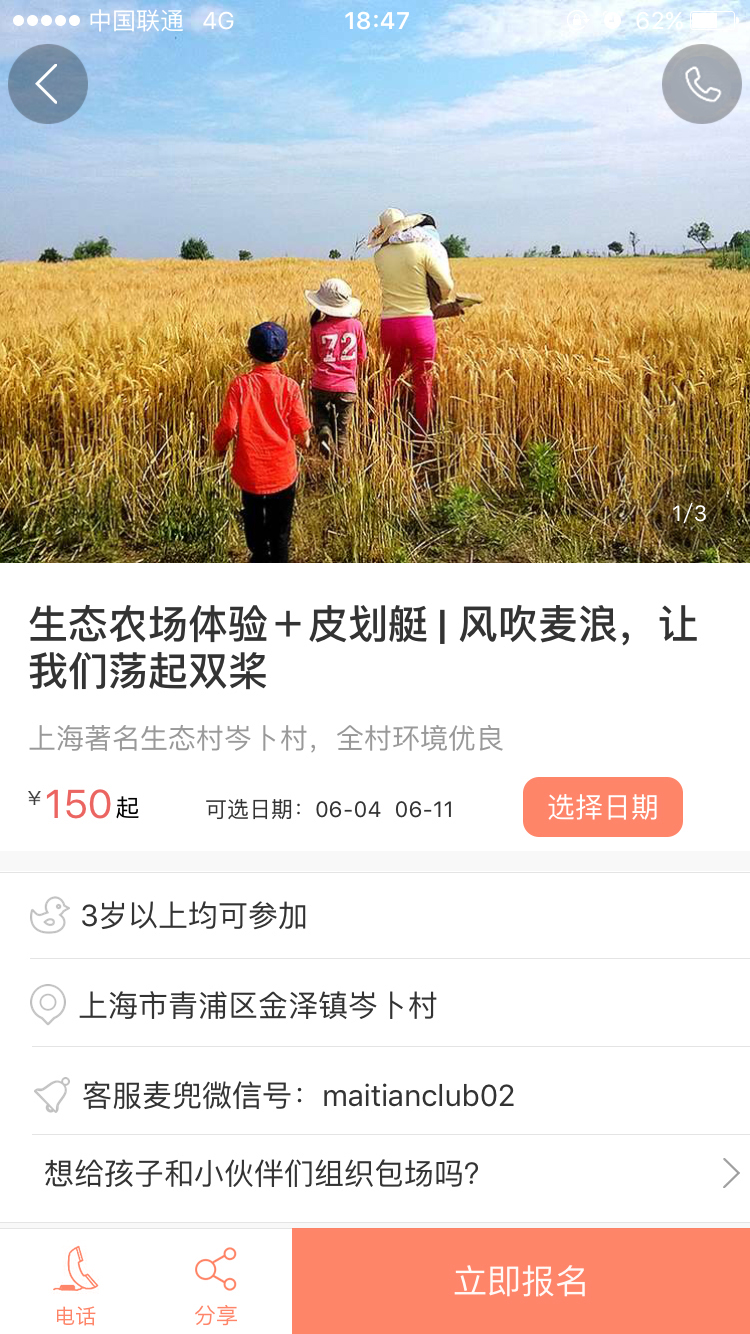 中国联通 4G 18:47 62%
72
1/3
生态农场体验＋皮划艇 | 风吹麦浪，让
我们荡起双桨
上海著名生态村岑卜村，全村环境优良
¥150起 可选日期：06-04 06-11 选择日期
3岁以上均可参加
上海市青浦区金泽镇岑卜村
客服麦兜微信号：maitianclub02
想给孩子和小伙伴们组织包场吗?
电话 分享 立即报名